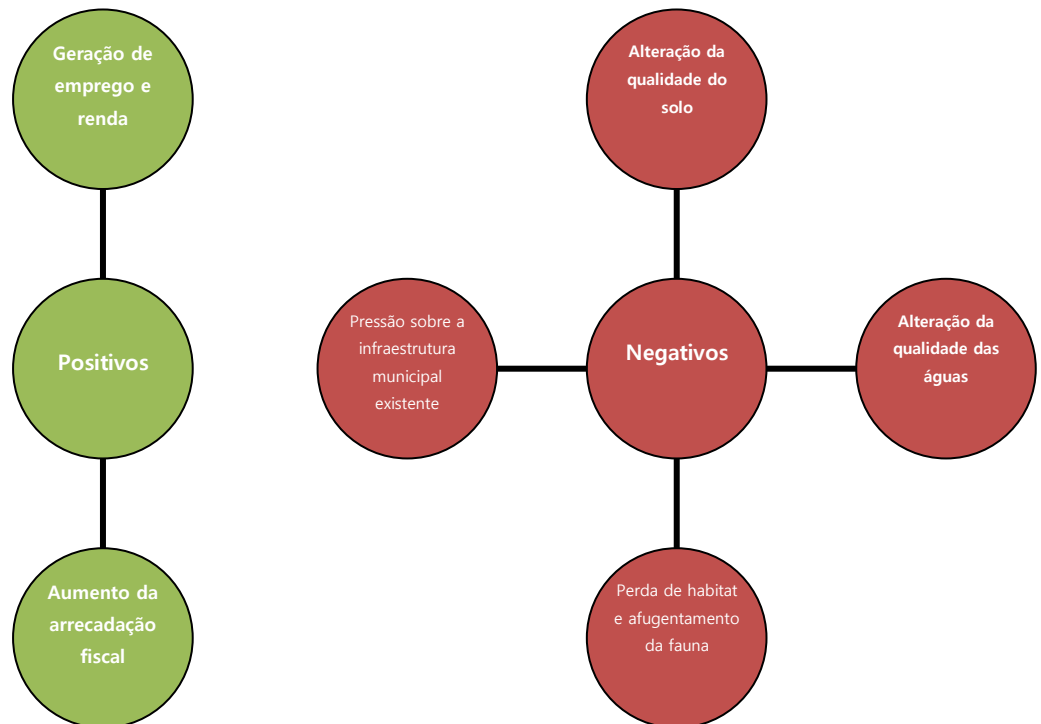 Geração de
emprego e
renda
Positivos
Aumento da
arrecadação
fiscal
Alteração da
qualidade do
solo
Pressão sobre a
infraestrutura
municipal
existente
Negativos
Alteração da
qualidade das
águas
Perda de habitat
e afugentamento
da fauna